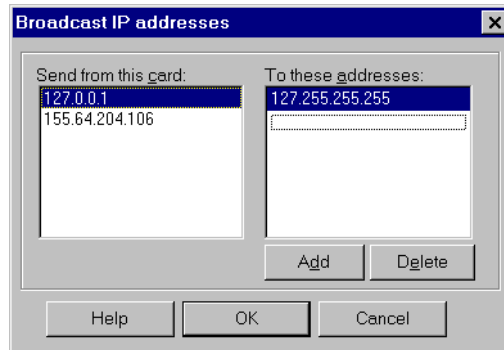 Broadcast IP addresses
Send from this card:
127.0.0.1
155.64.204.106
To these addresses:
127.255.255.255
Add
Delete
Help
OK
Cancel